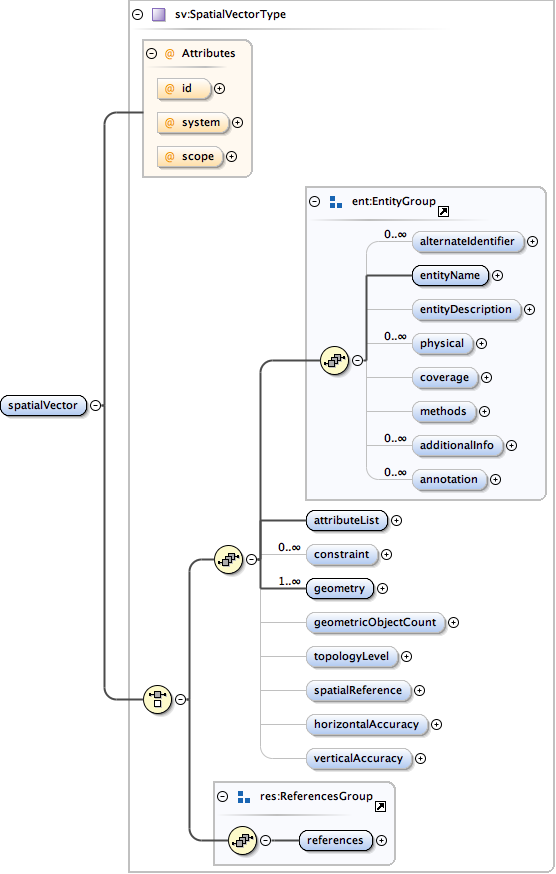 sv:SpatialVectorType
@ Attributes
@ id
@ system
@ scope
ent:EntityGroup
0..∞
alternateIdentifier
entityName
entityDescription
0..∞
physical
coverage
methods
0..∞
additionalInfo
0..∞
annotation
spatialVector
attributeList
0..∞
constraint
1..∞
geometry
geometricObjectCount
topologyLevel
spatialReference
horizontalAccuracy
verticalAccuracy
res:ReferencesGroup
references